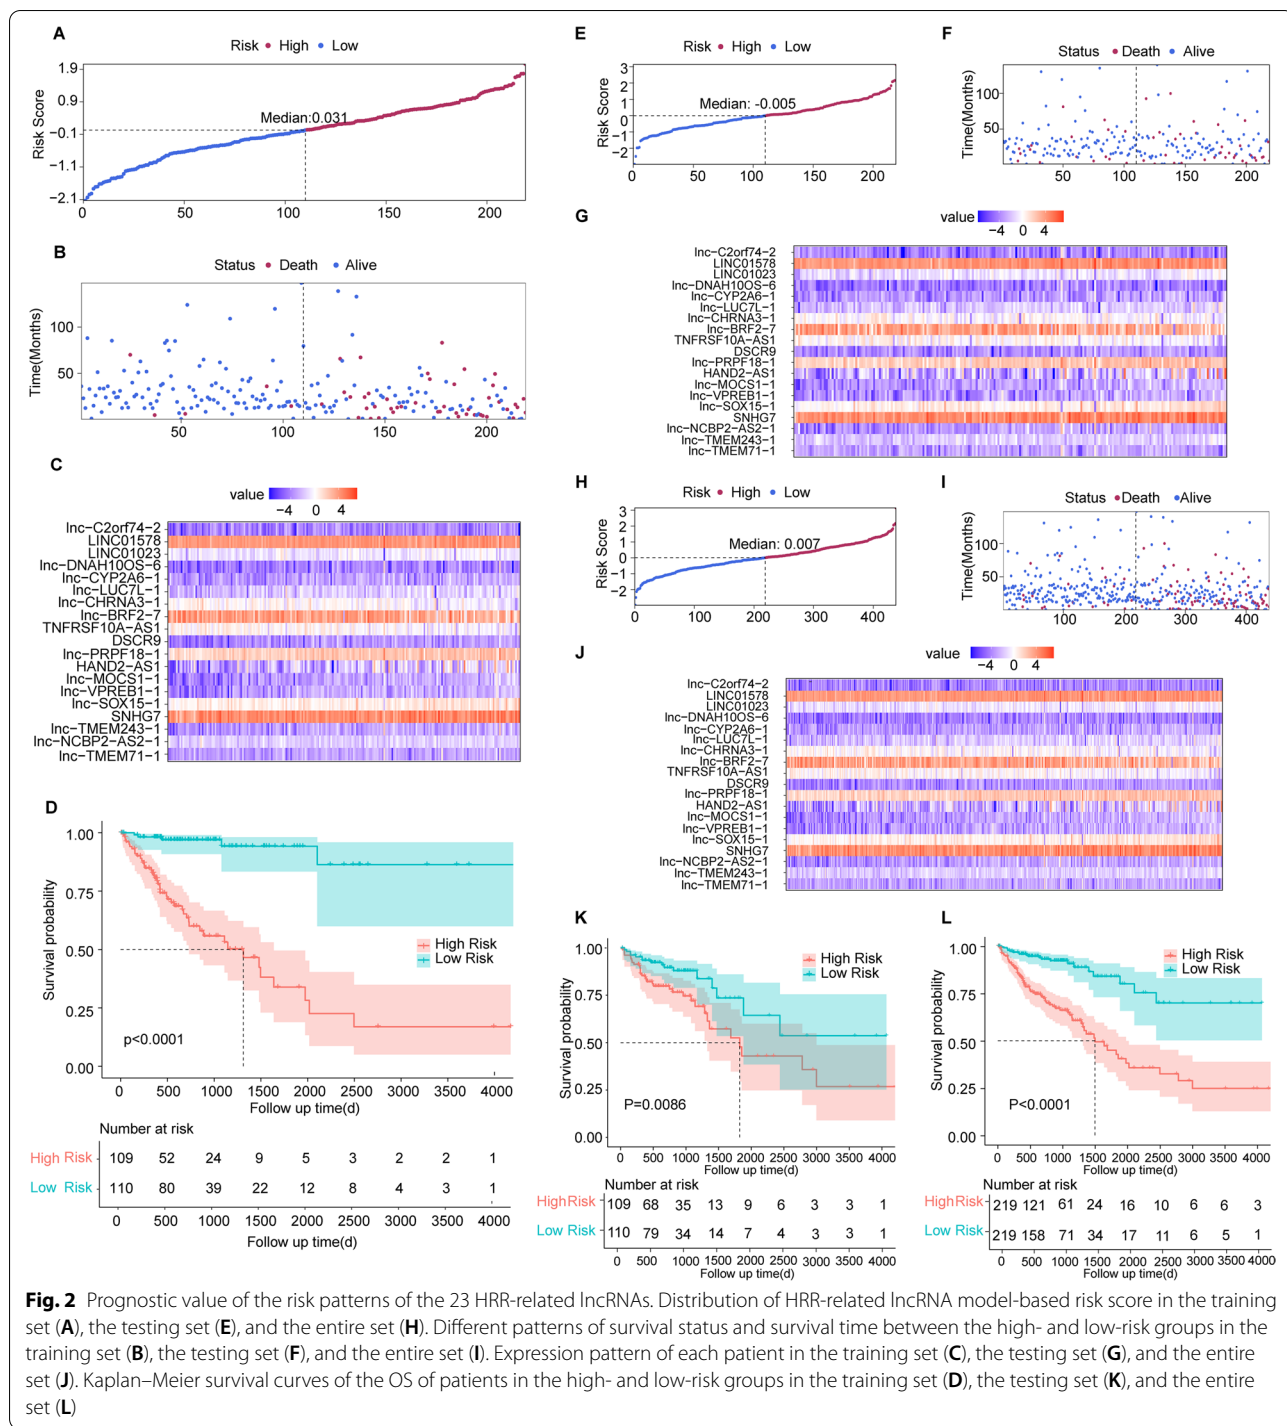 A
Risk High Low
1.9
0.9
−0.1
−1.1
−2.1
Risk Score
Median:0.031
0 50 100 150 200
B
Status Death Alive
100
50
Time(Months)
50 100 150 200
C
value
−4 0 4
lnc−C2orf74−2
LINC01578
LINC01023
lnc−DNAH10OS−6
lnc−CYP2A6−1
lnc−LUC7L−1
lnc−CHRNA3−1
lnc−BRF2−7
TNFRSF10A−AS1
DSCR9
lnc−PRPF18−1
HAND2−AS1
lnc−MOCS1−1
lnc−VPREB1−1
lnc−SOX15−1
SNHG7
lnc−TMEM243−1
lnc−NCBP2−AS2−1
lnc−TMEM71−1
D
1.00
0.75
0.50
0.25
0.00
Survival probability
High Risk
Low Risk
p<0.0001
0 500 1000 1500 2000 2500 3000 3500 4000
Follow up time(d)
Number at risk
High Risk 109 52 24 9 5 3 2 2 1
Low Risk 110 80 39 22 12 8 4 3 1
0 500 1000 1500 2000 2500 3000 3500 4000
Follow up time(d)
E
Risk High Low
3
2
1
0
−1
−2
Risk Score
Median: -0.005
0 50 100 150 200
F
Status Death Alive
100
50
Time(Months)
50 100 150 200
G
value
−4 0 4
lnc−C2orf74−2
LINC01578
LINC01023
lnc−DNAH10OS−6
lnc−CYP2A6−1
lnc−LUC7L−1
lnc−CHRNA3−1
lnc−BRF2−7
TNFRSF10A−AS1
DSCR9
lnc−PRPF18−1
HAND2−AS1
lnc−MOCS1−1
lnc−VPREB1−1
lnc−SOX15−1
SNHG7
lnc−NCBP2−AS2−1
lnc−TMEM243−1
lnc−TMEM71−1
H
Risk High Low
3
2
1
0
−1
−2
Risk Score
Median: 0.007
0 100 200 300 400
I
Status Death Alive
100
50
Time(Months)
100 200 300 400
J
value
−4 0 4
lnc−C2orf74−2
LINC01578
LINC01023
lnc−DNAH10OS−6
lnc−CYP2A6−1
lnc−LUC7L−1
lnc−CHRNA3−1
lnc−BRF2−7
TNFRSF10A−AS1
DSCR9
lnc−PRPF18−1
HAND2−AS1
lnc−MOCS1−1
lnc−VPREB1−1
lnc−SOX15−1
SNHG7
lnc−NCBP2−AS2−1
lnc−TMEM243−1
lnc−TMEM71−1
K
1.00
0.75
0.50
0.25
0.00
Survival probability
High Risk
Low Risk
P=0.0086
0 500 1000 1500 2000 2500 3000 3500 4000
Follow up time(d)
Number at risk
High Risk 109 68 35 13 9 6 3 3 1
Low Risk 110 79 34 14 7 4 3 3 1
0 500 1000 1500 2000 2500 3000 3500 4000
Follow up time(d)
L
1.00
0.75
0.50
0.25
0.00
Survival probability
High Risk
Low Risk
P<0.0001
0 500 1000 1500 2000 2500 3000 3500 4000
Follow up time(d)
Number at risk
High Risk 219 121 61 24 16 10 6 6 3
Low Risk 219 158 71 34 17 11 6 5 1
0 500 1000 1500 2000 2500 3000 3500 4000
Follow up time(d)
Fig. 2 Prognostic value of the risk patterns of the 23 HRR-related lncRNAs. Distribution of HRR-related lncRNA model-based risk score in the training
set (A), the testing set (E), and the entire set (H). Different patterns of survival status and survival time between the high- and low-risk groups in the
training set (B), the testing set (F), and the entire set (I). Expression pattern of each patient in the training set (C), the testing set (G), and the entire
set (J). Kaplan–Meier survival curves of the OS of patients in the high- and low-risk groups in the training set (D), the testing set (K), and the entire
set (L)